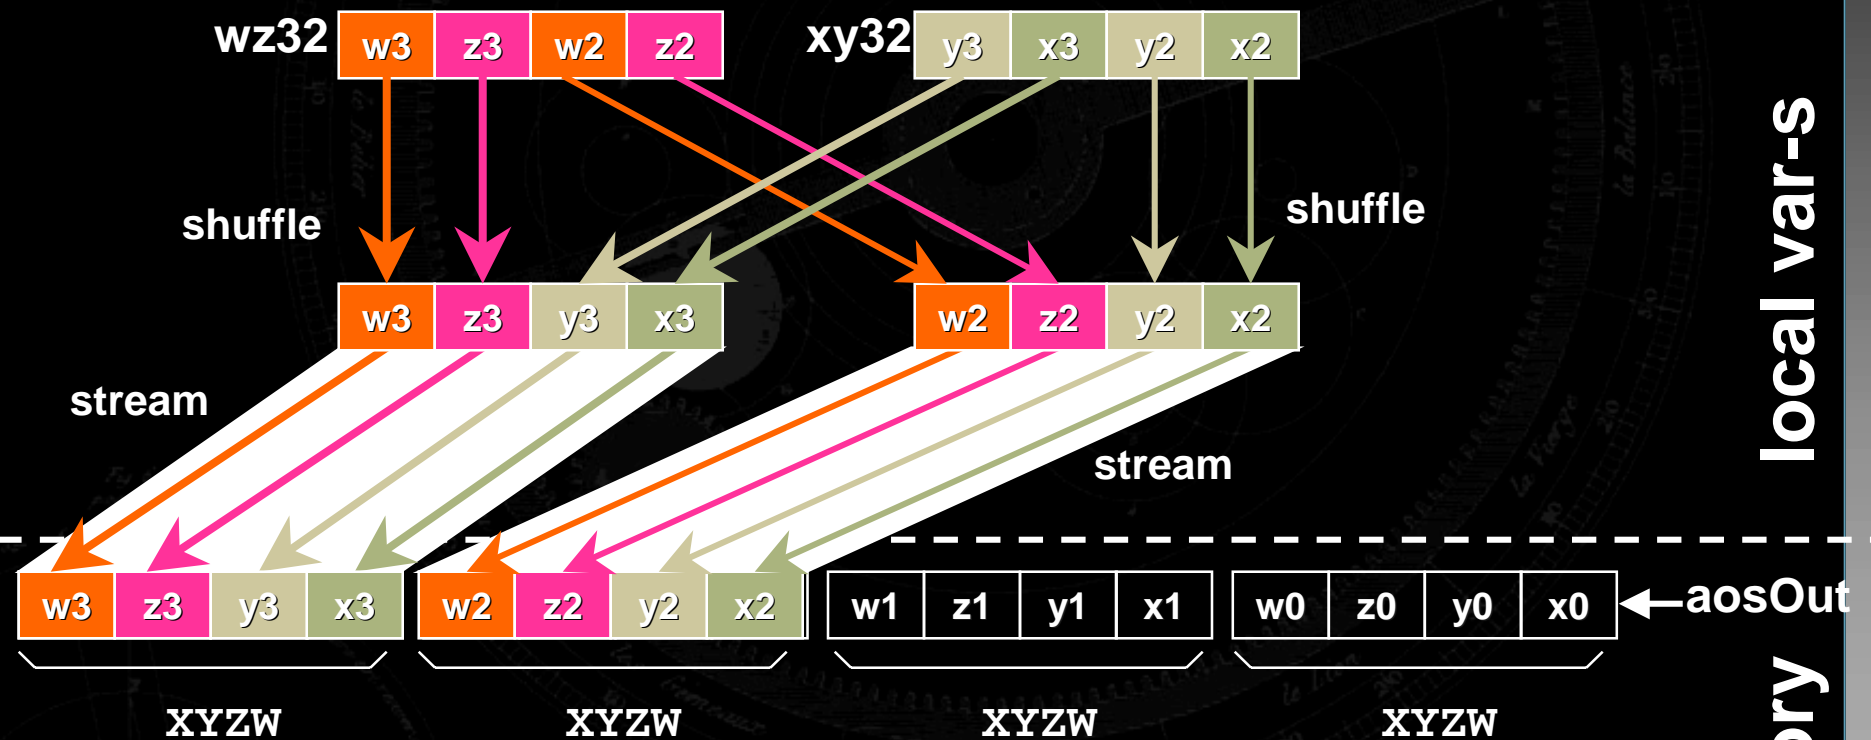 wz32 w3 z3 w2 z2 xy32 y3 x3 y2 x2
shuffle shuffle
w3 z3 y3 x3 w2 z2 y2 x2
stream
stream
w3 z3 y3 x3 w2 z2 y2 x2 w1 z1 y1 x1 w0 z0 y0 x0 aosOut
XYZW XYZW XYZW XYZW
local var-s